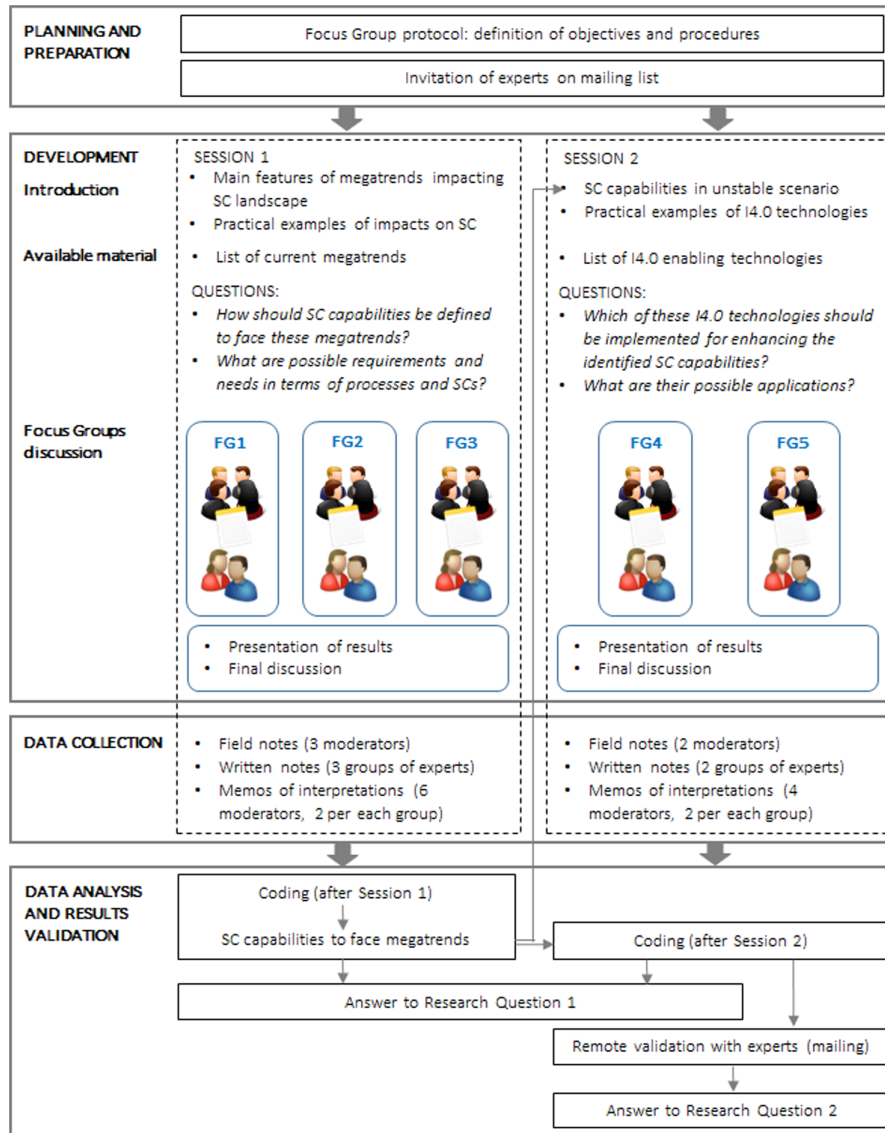 PLANNING AND
PREPARATION
Focus Group protocol: definition of objectives and procedures
Invitation of experts on mailing list
DEVELOPMENT
Introduction
SESSION 1
• Main features of megatrends impacting
SC landscape
• Practical examples of impacts on SC
SESSION 2
• SC capabilities in unstable scenario
• Practical examples of I4.0 technologies
Available material
• List of current megatrends
• List of I4.0 enabling technologies
QUESTIONS:
• How should SC capabilities be defined
to face these megatrends?
• What are possible requirements and
needs in terms of processes and SCs?
QUESTIONS:
• Which of these I4.0 technologies should
be implemented for enhancing the
identified SC capabilities?
• What are their possible applications?
Focus Groups
discussion
FG1
FG2
FG3
FG4
FG5
• Presentation of results
• Final discussion
• Presentation of results
• Final discussion
DATA COLLECTION
• Field notes (3 moderators)
• Written notes (3 groups of experts)
• Memos of interpretations (6
moderators, 2 per each group)
• Field notes (2 moderators)
• Written notes (2 groups of experts)
• Memos of interpretations (4
moderators, 2 per each group)
DATA ANALYSIS
AND RESULTS
VALIDATION
Coding (after Session 1)
SC capabilities to face megatrends
Coding (after Session 2)
Answer to Research Question 1
Remote validation with experts (mailing)
Answer to Research Question 2